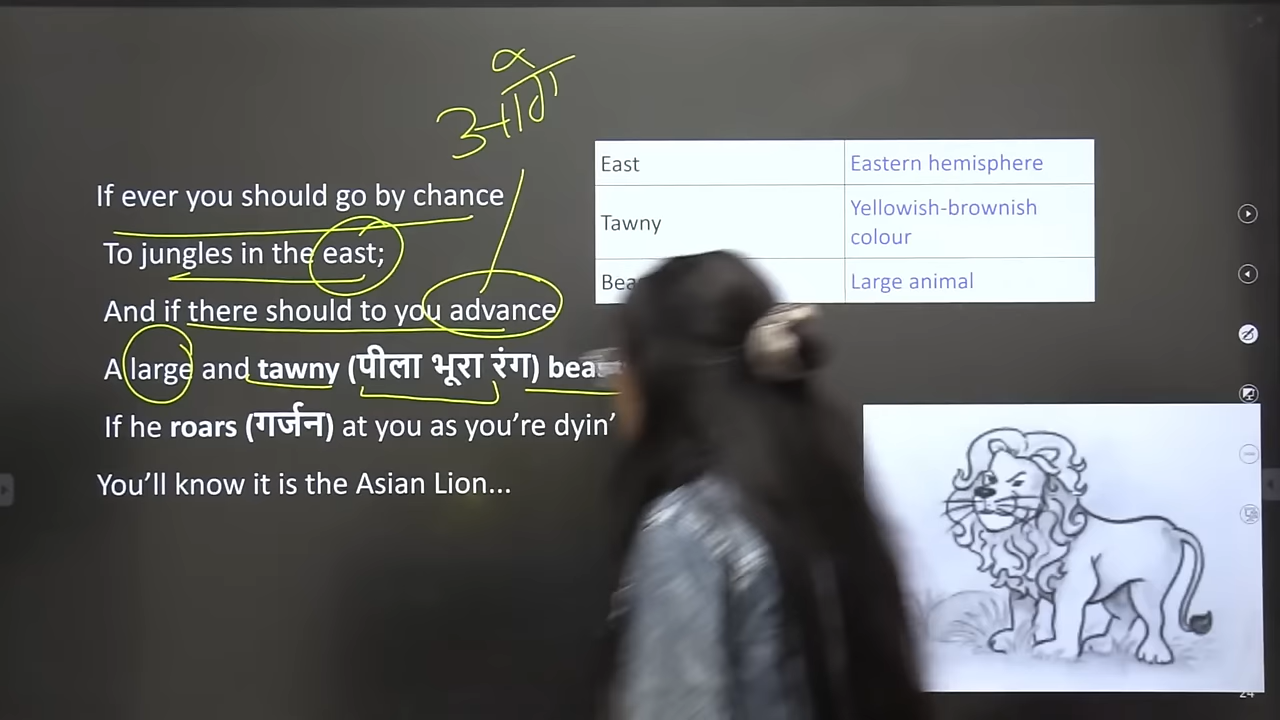 If ever you should go by chance
To jungles in the east;
And if there should to you advance
A large and tawny (पीला भूरा रंग) bea
If he roars (गर्जन) at you as you’re dyin’
You’ll know it is the Asian Lion...
East
Eastern hemisphere
Tawny
Yellowish-brownish
colour
Bea
Large animal
24